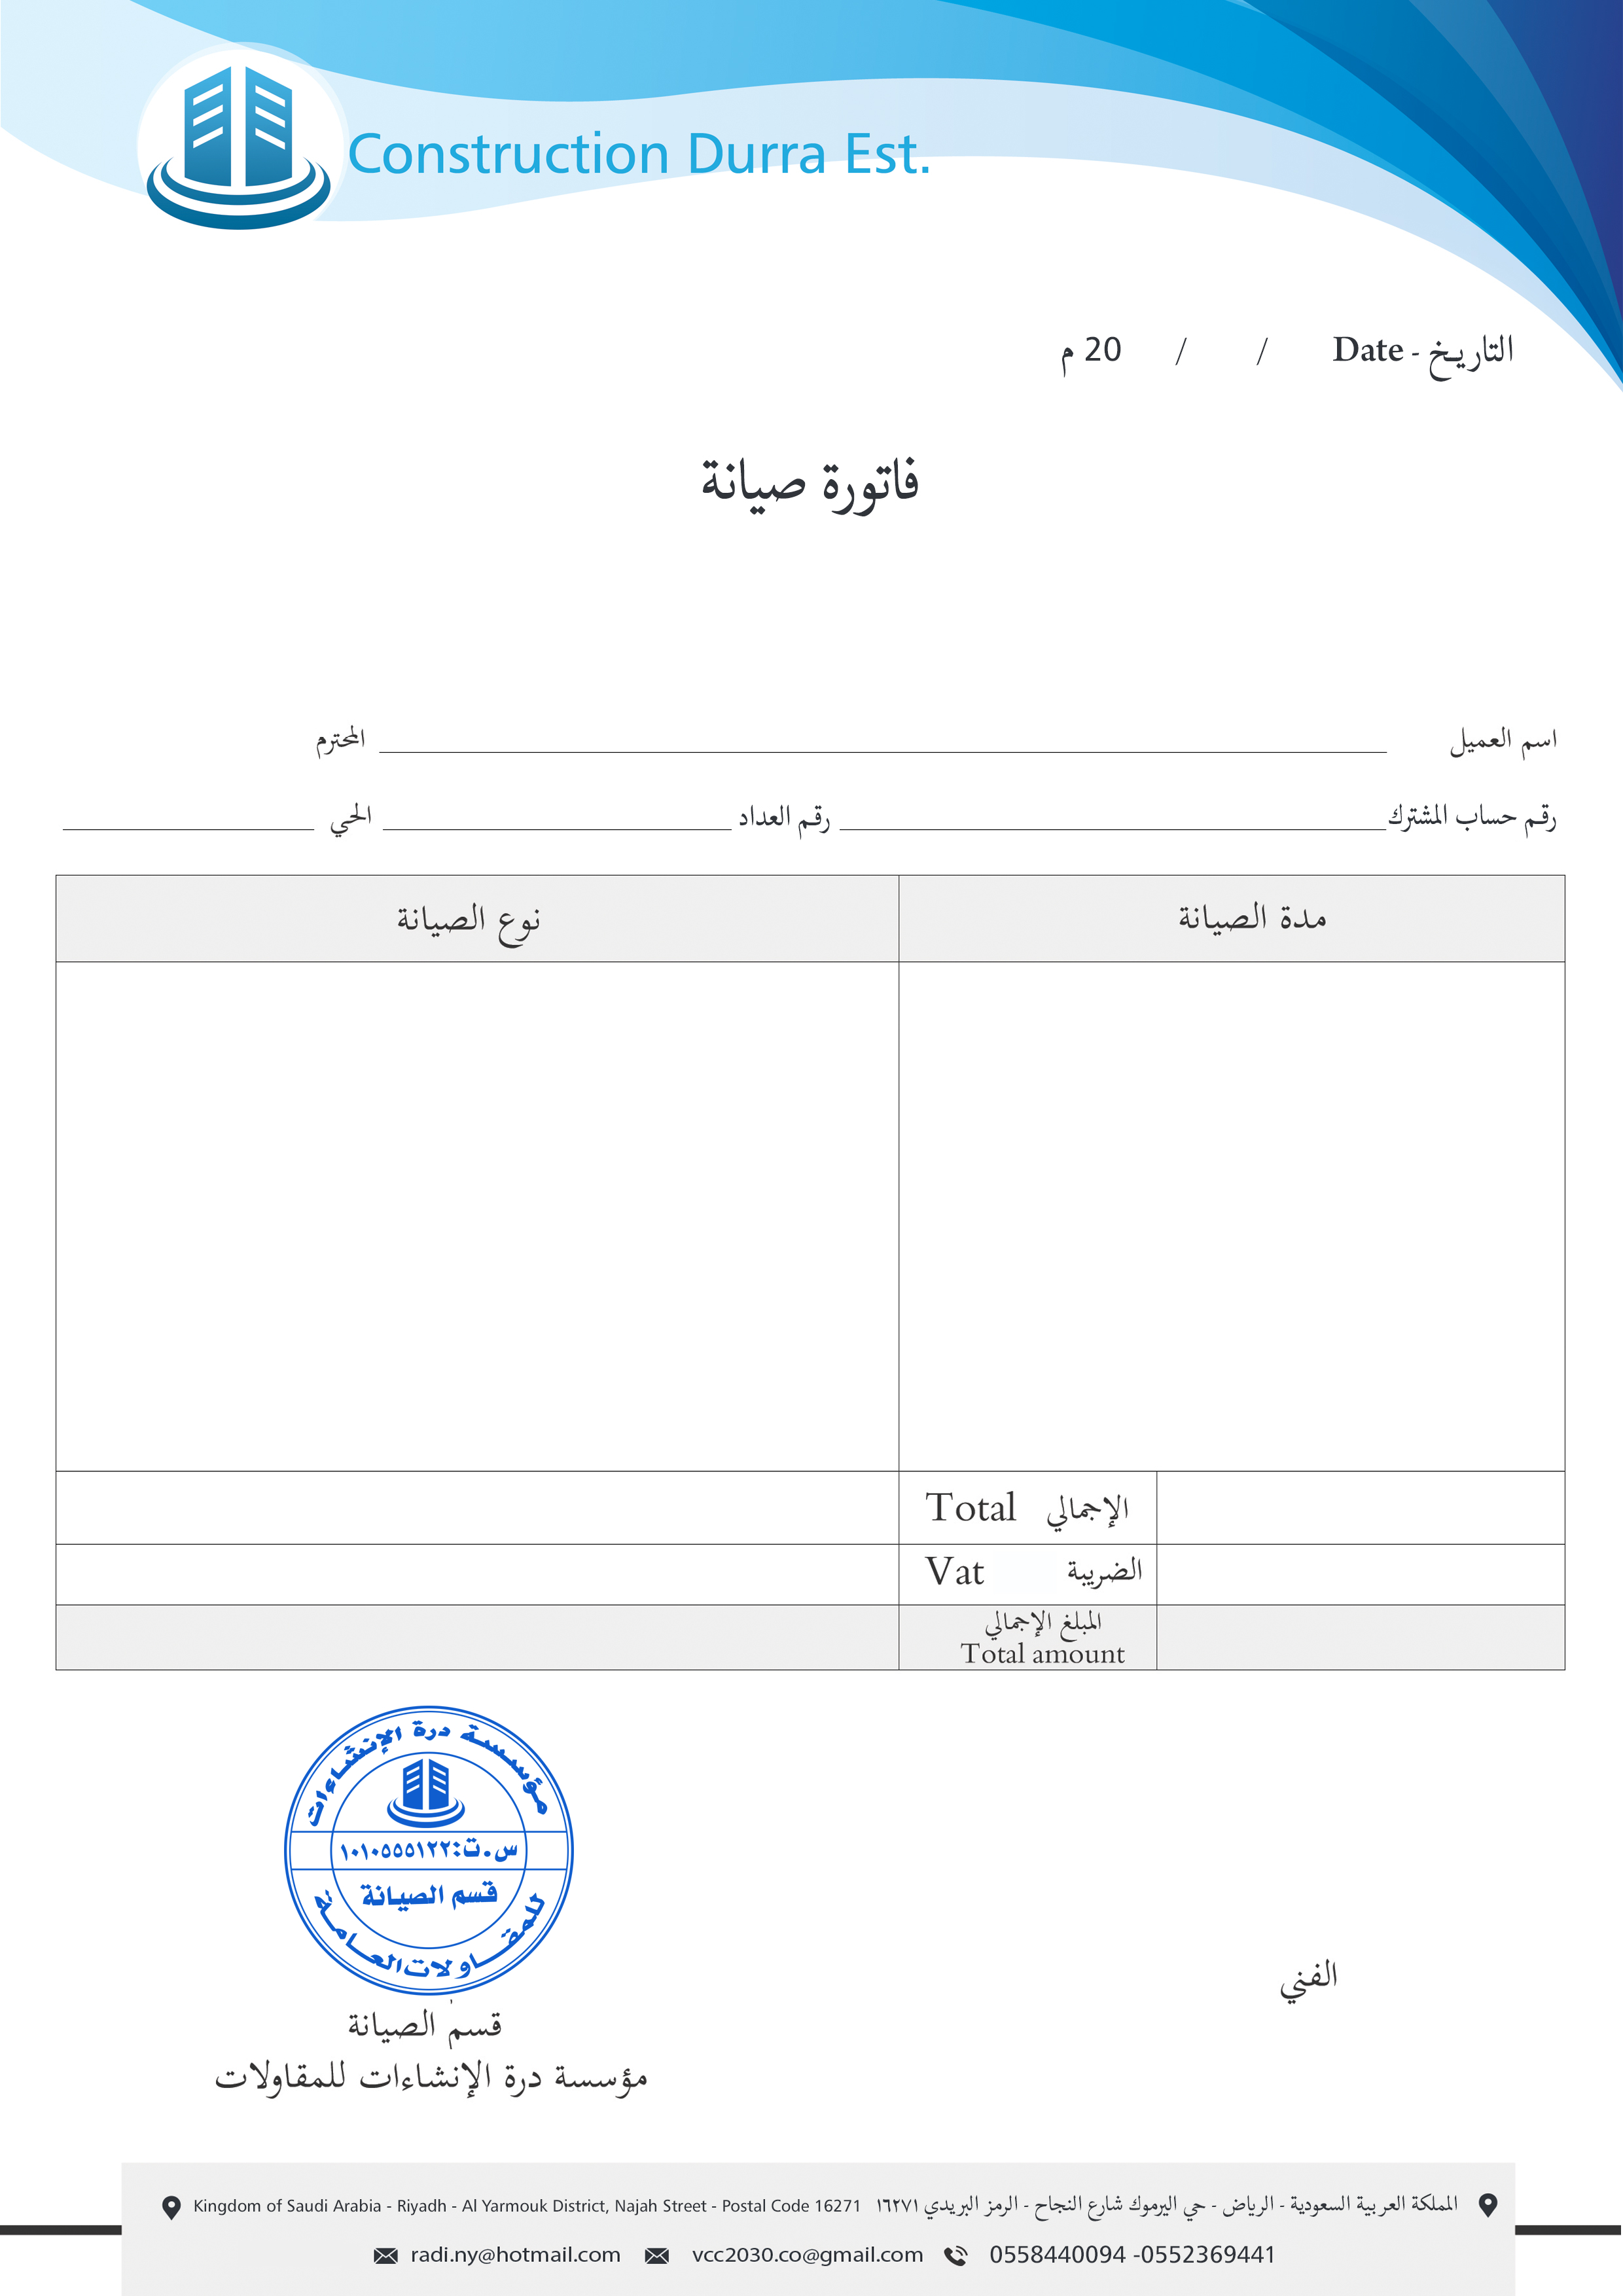 Construction Durra Est.
التاريخ - Date / / 20 م
فاتورة صيانة
اسم العميل المحترم
رقم حساب المشترك رقم العداد الحي
مدة الصيانة نوع الصيانة
Total الإجمالي
Vat الضريبة
المبلغ الإجمالي
Total amount
مؤسسة درة الإنشاءات
س.ت:١٠١٠٥٥٥١٢٢
قسم الصيانة
للمقاولات العامة
الفني
قسم الصيانة
مؤسسة درة الإنشاءات للمقاولات
المملكة العربية السعودية - الرياض - حي اليرموك شارع النجاح - الرمز البريدي ١٦٢٧١
Kingdom of Saudi Arabia - Riyadh - Al Yarmouk District, Najah Street - Postal Code 16271
radi.ny@hotmail.com vcc2030.co@gmail.com 0558440094 -0552369441